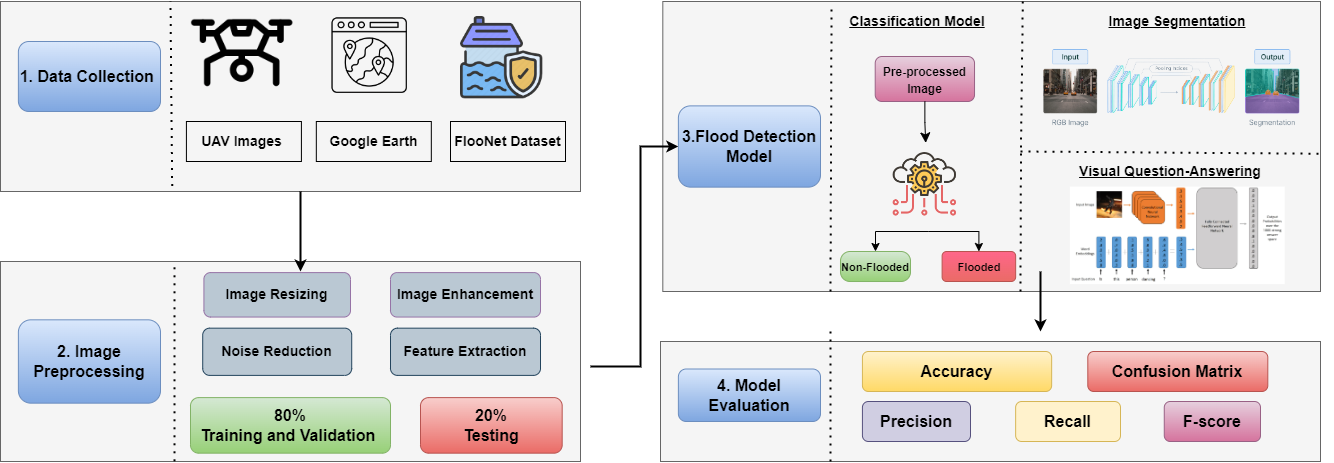 1. Data Collection
UAV Images
Google Earth
FlooNet Dataset
2. Image
Preprocessing
Image Resizing
Image Enhancement
Noise Reduction
Feature Extraction
80%
Training and Validation
20%
Testing
3.Flood Detection
Model
Classification Model
Pre-processed
Image
Non-Flooded
Flooded
Image Segmentation
Input
Output
Pooling Indices
RGB Image
Segmentation
Visual Question-Answering
Input Image
4. Model
Evaluation
Accuracy
Confusion Matrix
Precision
Recall
F-score